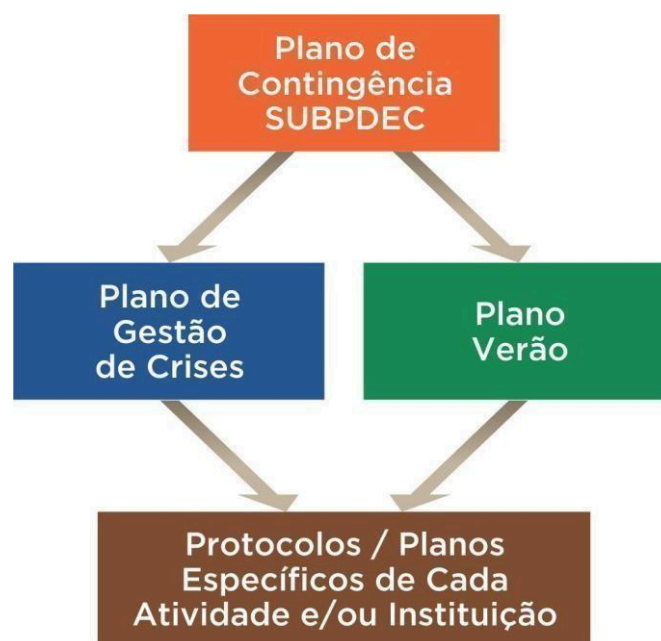 Plano de
Contingência
SUBPDEC
Plano de
Gestão
de Crises
Plano
Verão
Protocolos / Planos
Específicos de Cada
Atividade e/ou Instituição